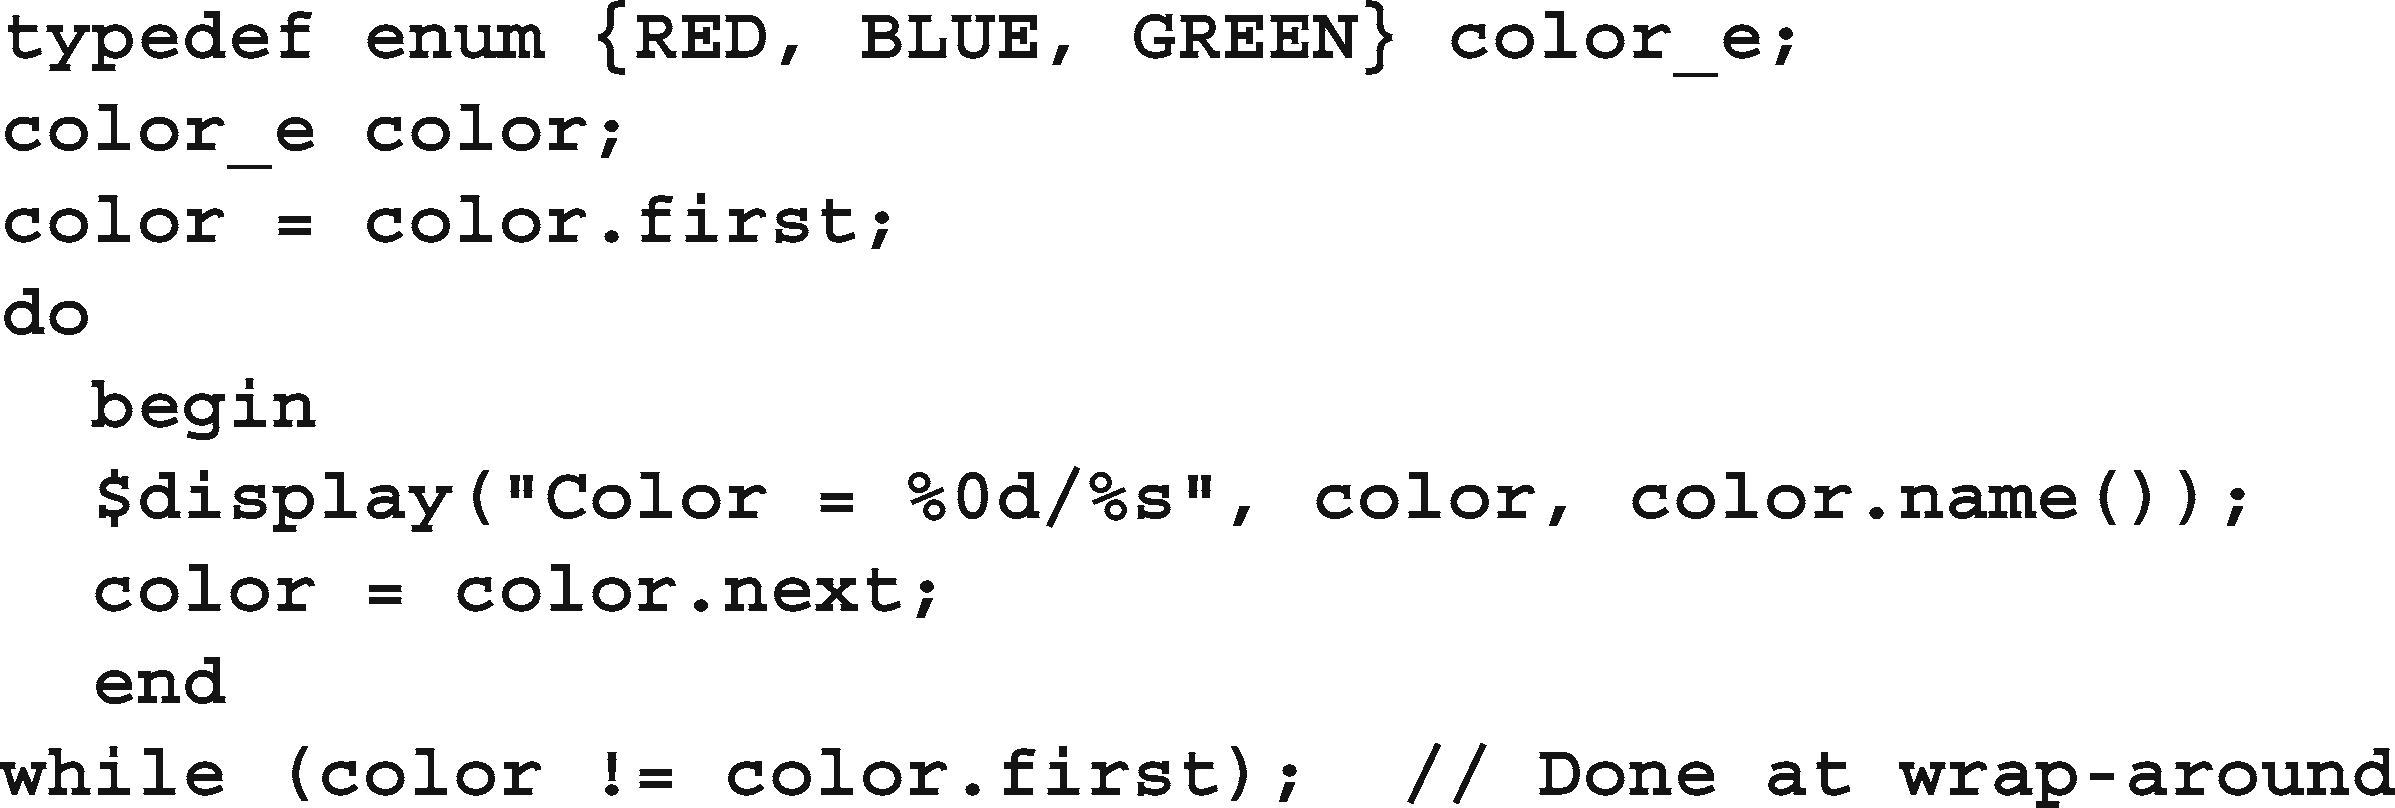 typedef enum {RED, BLUE, GREEN} color_e;
color_e color;
color = color.first;
do
  begin
  $display("Color = %0d/%s", color, color.name());
  color = color.next;
  end
while (color != color.first);  // Done at wrap-around